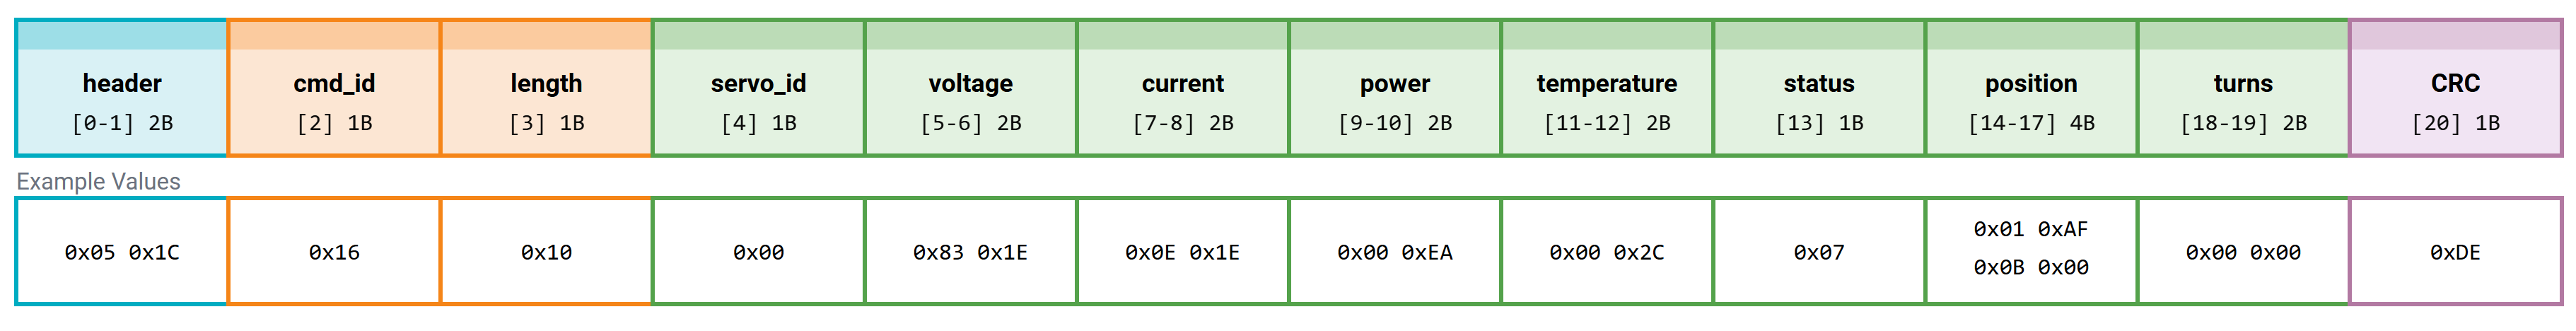 header cmd_id length servo_id voltage current power temperature status position turns CRC
[0-1] 2B [2] 1B [3] 1B [4] 1B [5-6] 2B [7-8] 2B [9-10] 2B [11-12] 2B [13] 1B [14-17] 4B [18-19] 2B [20] 1B
Example Values
0x05 0x1C 0x16 0x10 0x00 0x83 0x1E 0x0E 0x1E 0x00 0xEA 0x00 0x2C 0x07 0x01 0xAF 0x00 0x00 0xDE
0x0B 0x00